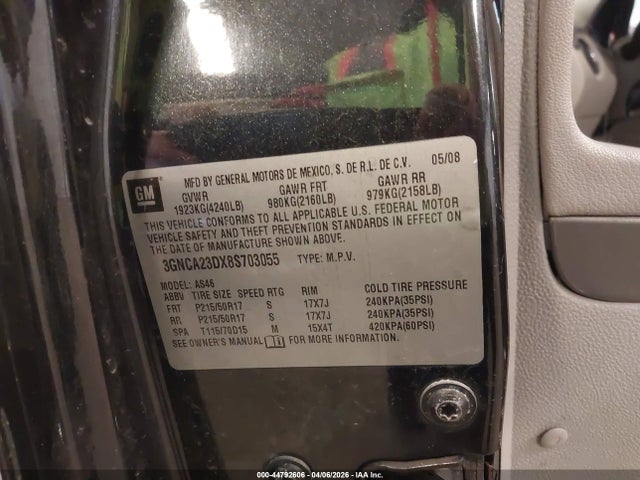 GM
MFD BY GENERAL MOTORS DE MEXICO, S. DE R.L. DE C.V. 05/08
GVWR GAWR FRT GAWR RR
1923KG(4240LB) 980KG(2160LB) 979KG(2158LB)
THIS VEHICLE CONFORMS TO ALL APPLICABLE U.S. FEDERAL MOTOR
VEHICLE SAFETY AND THEFT PREVENTION STANDARDS IN EFFECT ON
THE DATE OF MANUFACTURE SHOWN ABOVE.
3GNCA23DX8S703055 TYPE: M.P.V.
MODEL: AS46
ABBV TIRE SIZE SPEED RTG RIM COLD TIRE PRESSURE
FRT P215/50R17 S 17X7J 240KPA(35PSI)
RR P215/50R17 S 17X7J 240KPA(35PSI)
SPA T115/70D15 M 15X4T 420KPA(60PSI)
SEE OWNER'S MANUAL FOR MORE INFORMATION.
000-44792606 - 04/06/2026 - IAA Inc.